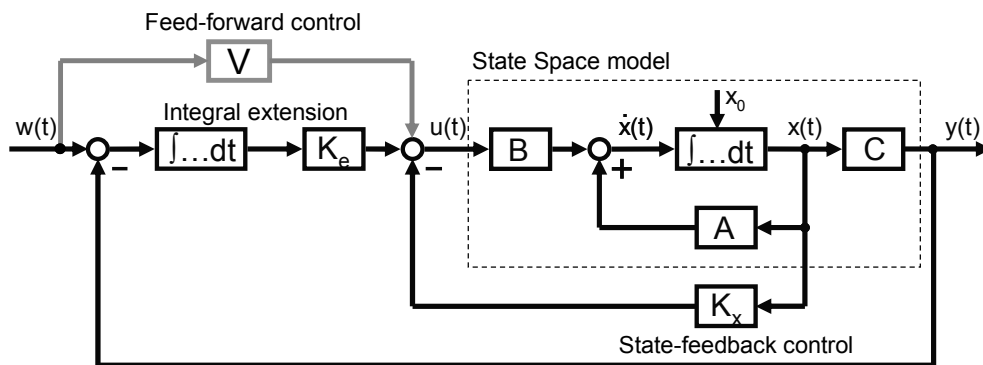 Feed-forward control
V
State Space model
Integral extension
x₀
w(t)
u(t)
ẋ(t)
x(t)
y(t)
−
∫...dt
Kₑ
−
B
+
∫...dt
C
A
Kₓ
State-feedback control